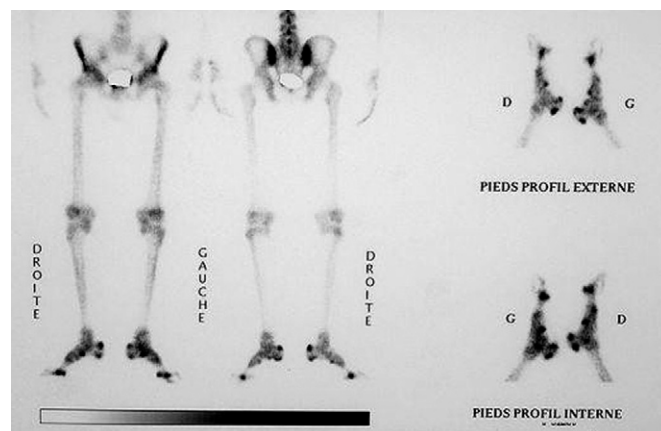 D
G
PIEDS PROFIL EXTERNE
DROITE
GAUCHE
DROITE
G
D
PIEDS PROFIL INTERNE